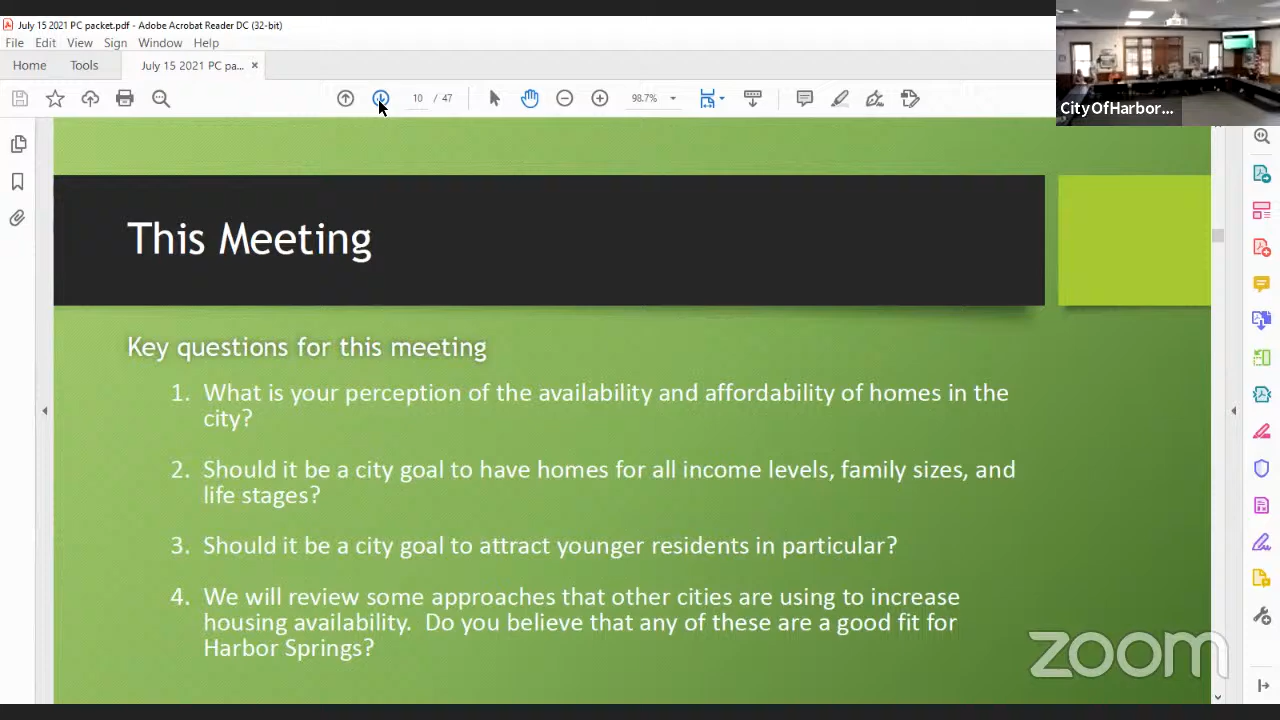 July 15 2021 PC packet.pdf - Adobe Acrobat Reader DC (32-bit)
File Edit View Sign Window Help
Home Tools July 15 2021 PC pa... ×
10 / 47 98.7%
CityOfHarbor...
This Meeting
Key questions for this meeting
1. What is your perception of the availability and affordability of homes in the
city?
2. Should it be a city goal to have homes for all income levels, family sizes, and
life stages?
3. Should it be a city goal to attract younger residents in particular?
4. We will review some approaches that other cities are using to increase
housing availability. Do you believe that any of these are a good fit for
Harbor Springs?
zoom